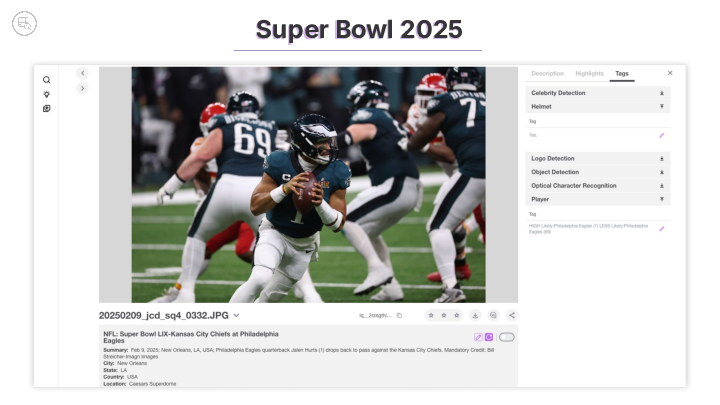 Super Bowl 2025
Description Highlights Tags
Celebrity Detection
Helmet
Tag
Yes.
Logo Detection
Object Detection
Optical Character Recognition
Player
Tag
HIGH Likely:Philadelphia Eagles (1) LESS Likely:Philadelphia
Eagles (69)
69
7
C
1
20250209_jcd_sq4_0332.JPG
NFL: Super Bowl LIX-Kansas City Chiefs at Philadelphia
Eagles
Summary: Feb 9, 2025; New Orleans, LA, USA; Philadelphia Eagles quarterback Jalen Hurts (1) drops back to pass against the Kansas City Chiefs. Mandatory Credit: Bill
Streicher-Imagn Images
City: New Orleans
State: LA
Country: USA
Location: Caesars Superdome